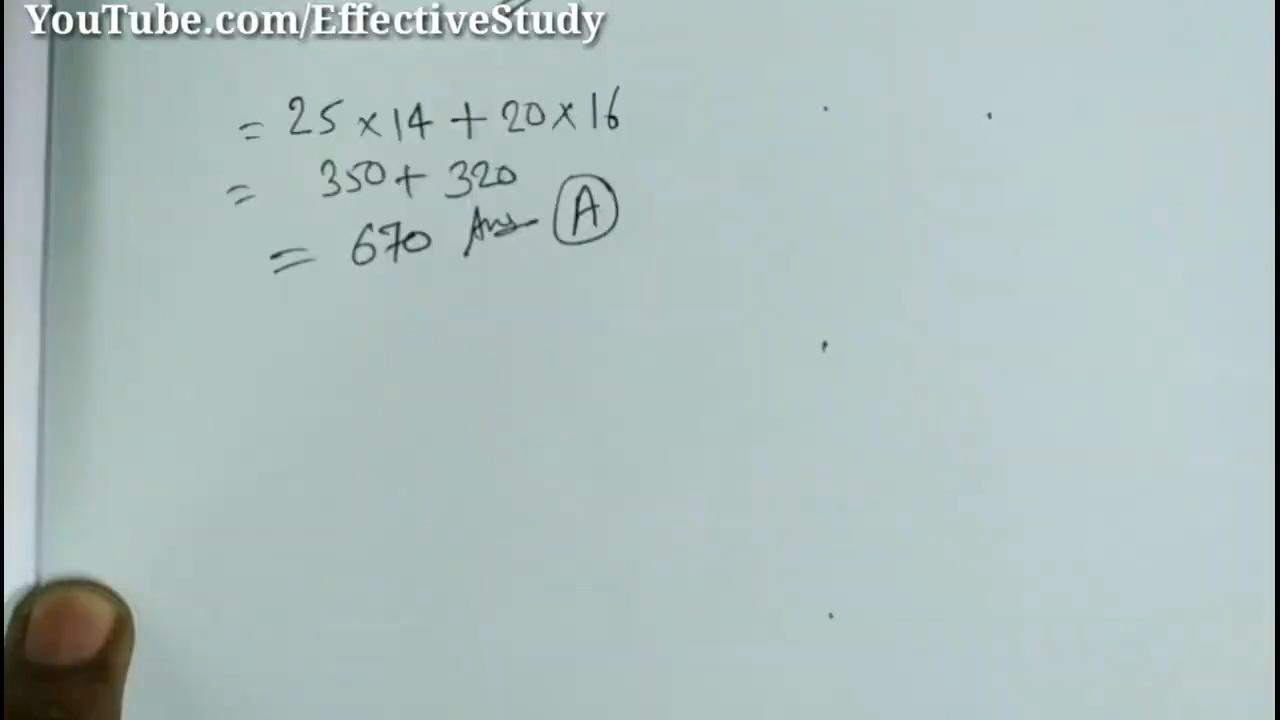 YouTube.com/EffectiveStudy
= 25 × 14 + 20 × 16
= 350 + 320
= 670 Ans A